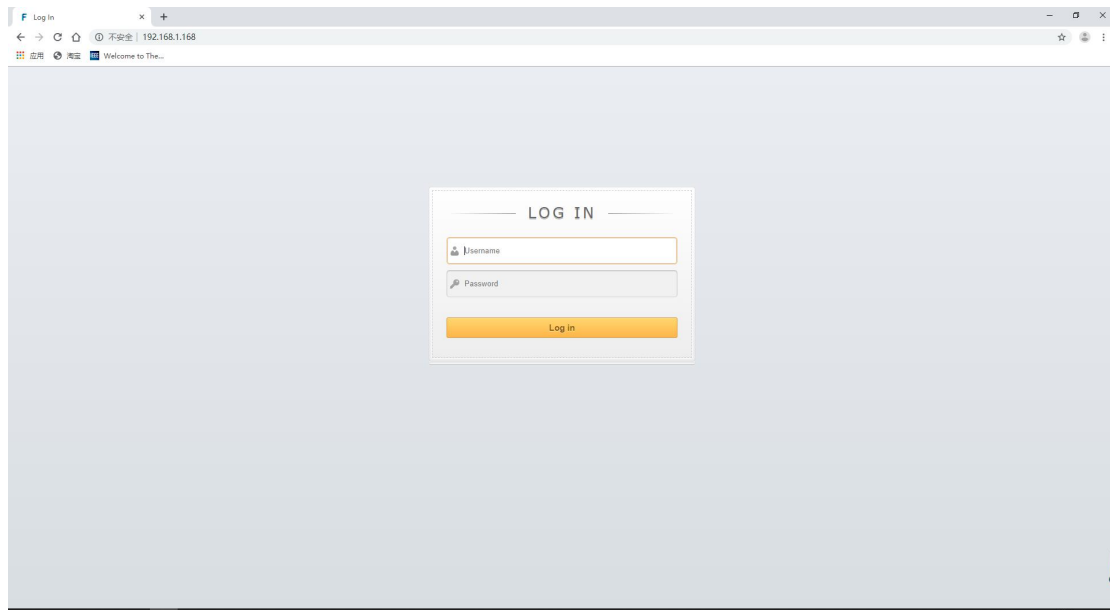 F Log In
不安全 192.168.1.168
应用 淘宝 Welcome to The...
LOG IN
Username
Password
Log in